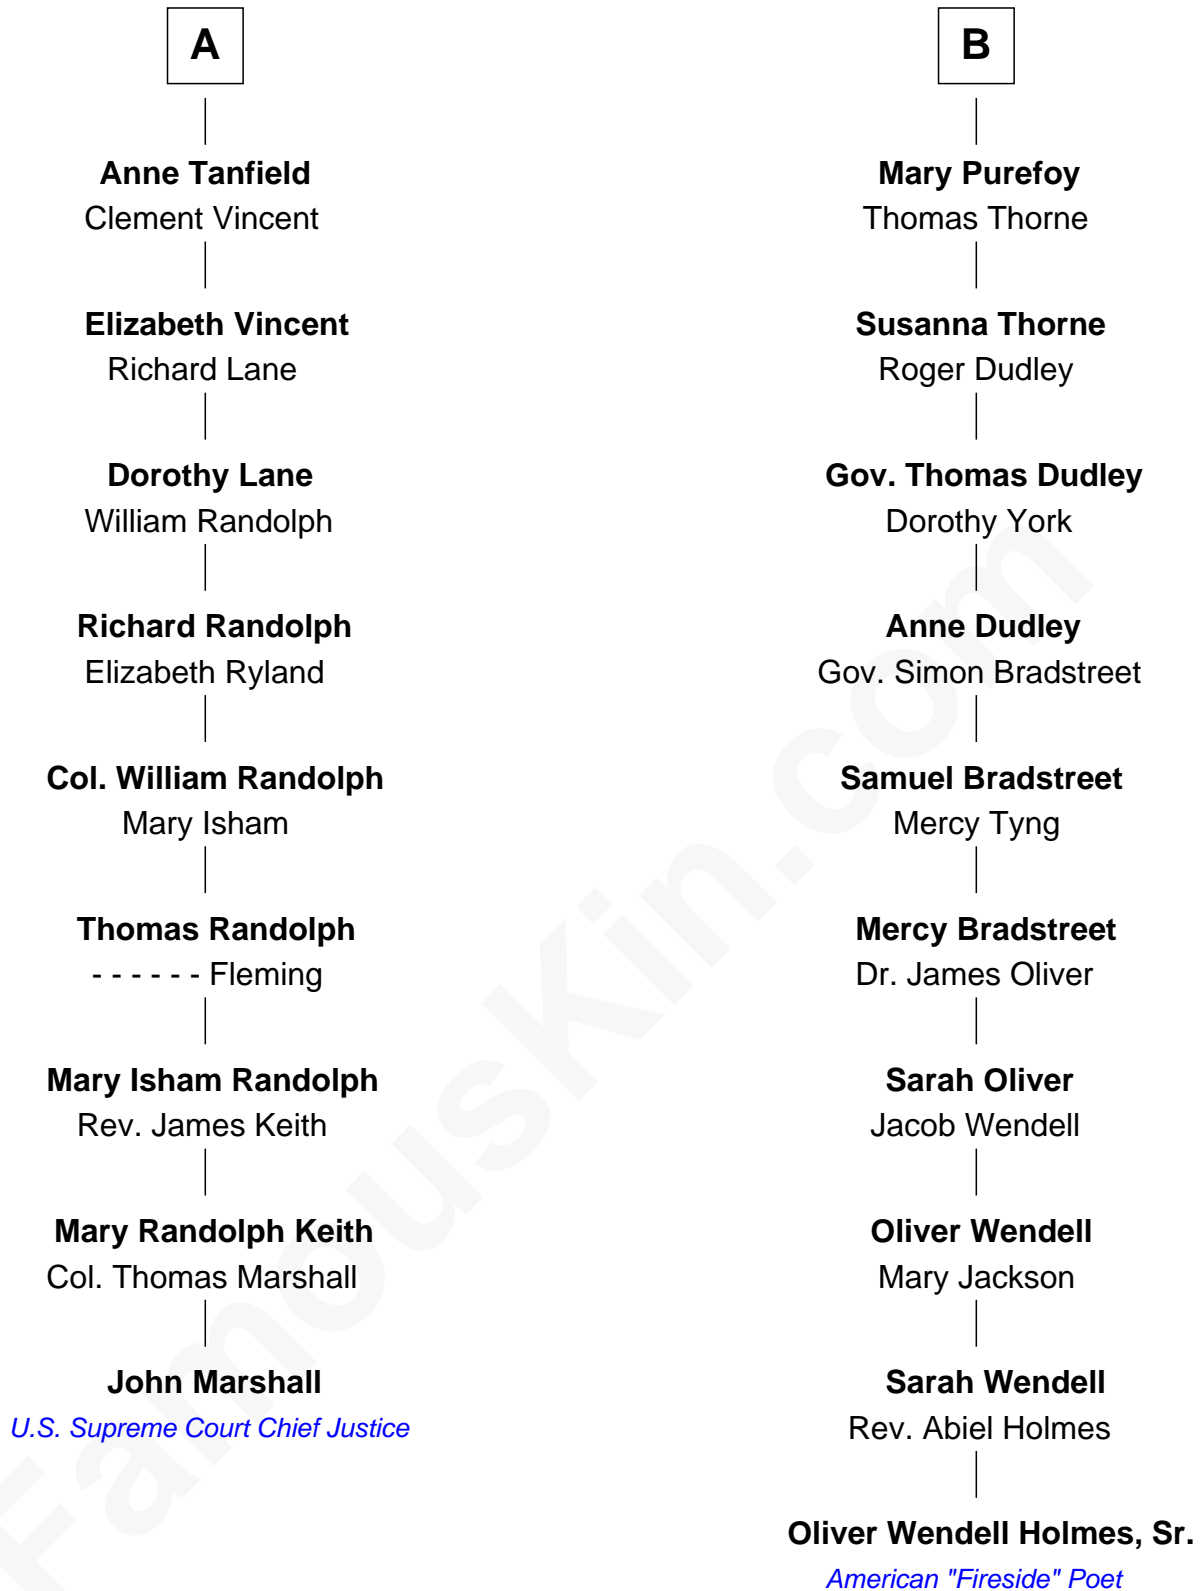 A
Anne Tanfield
Clement Vincent
Elizabeth Vincent
Richard Lane
Dorothy Lane
William Randolph
Richard Randolph
Elizabeth Ryland
Col. William Randolph
Mary Isham
Thomas Randolph
- - - - - - Fleming
Mary Isham Randolph
Rev. James Keith
Mary Randolph Keith
Col. Thomas Marshall
John Marshall
U.S. Supreme Court Chief Justice
B
Mary Purefoy
Thomas Thorne
Susanna Thorne
Roger Dudley
Gov. Thomas Dudley
Dorothy York
Anne Dudley
Gov. Simon Bradstreet
Samuel Bradstreet
Mercy Tyng
Mercy Bradstreet
Dr. James Oliver
Sarah Oliver
Jacob Wendell
Oliver Wendell
Mary Jackson
Sarah Wendell
Rev. Abiel Holmes
Oliver Wendell Holmes, Sr.
American "Fireside" Poet
FamousKin.com